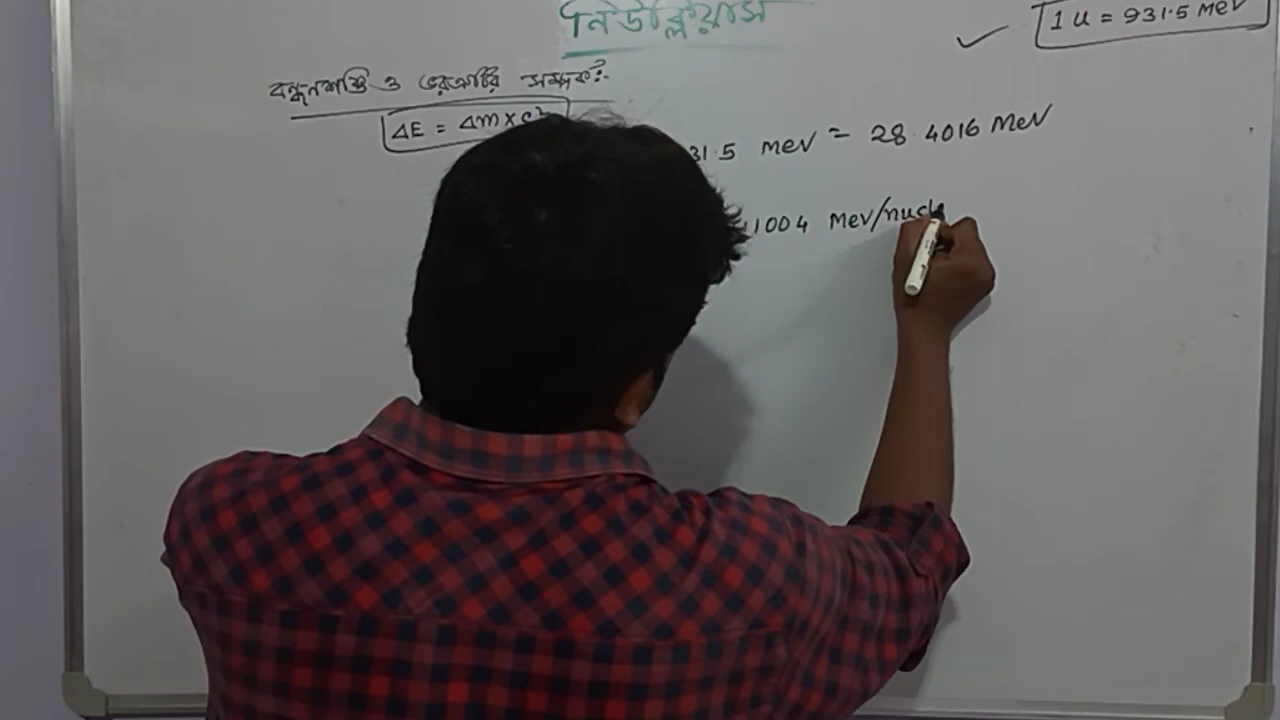 নিউক্লিয়াস
1 u = 931.5 MeV
বন্ধনশক্তি ও ভরত্রুটির সম্পর্ক:-
ΔE = Δm x c²
31.5 MeV = 28.4016 MeV
1004 MeV/nucle